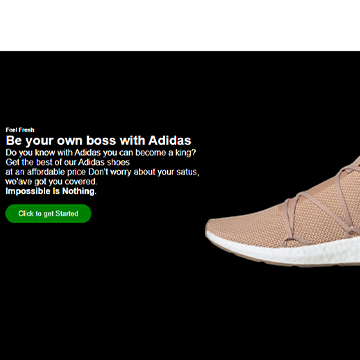 Feel Fresh
Be your own boss with Adidas
Do you know with Adidas you can become a king?
Get the best of our Adidas shoes
at an affordable price Don't worry about your satus,
we'ave got you covered.
Impossible Is Nothing.
Click to get Started